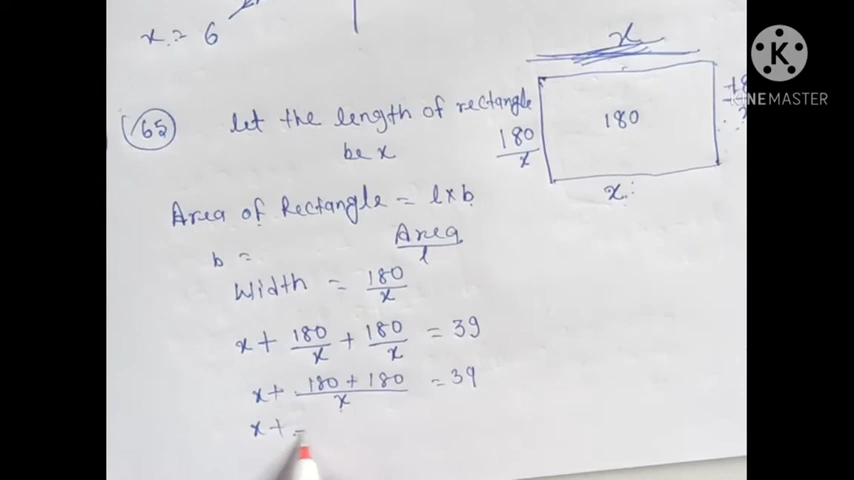 x = 6
x
K
KINEMASTER
65
let the length of rectangle
be x
180
x
180
x
Area of Rectangle = l x b
b =
Area
l
Width = 180
x
x + 180 + 180 = 39
x x
x + 180 + 180 = 39
x
x +